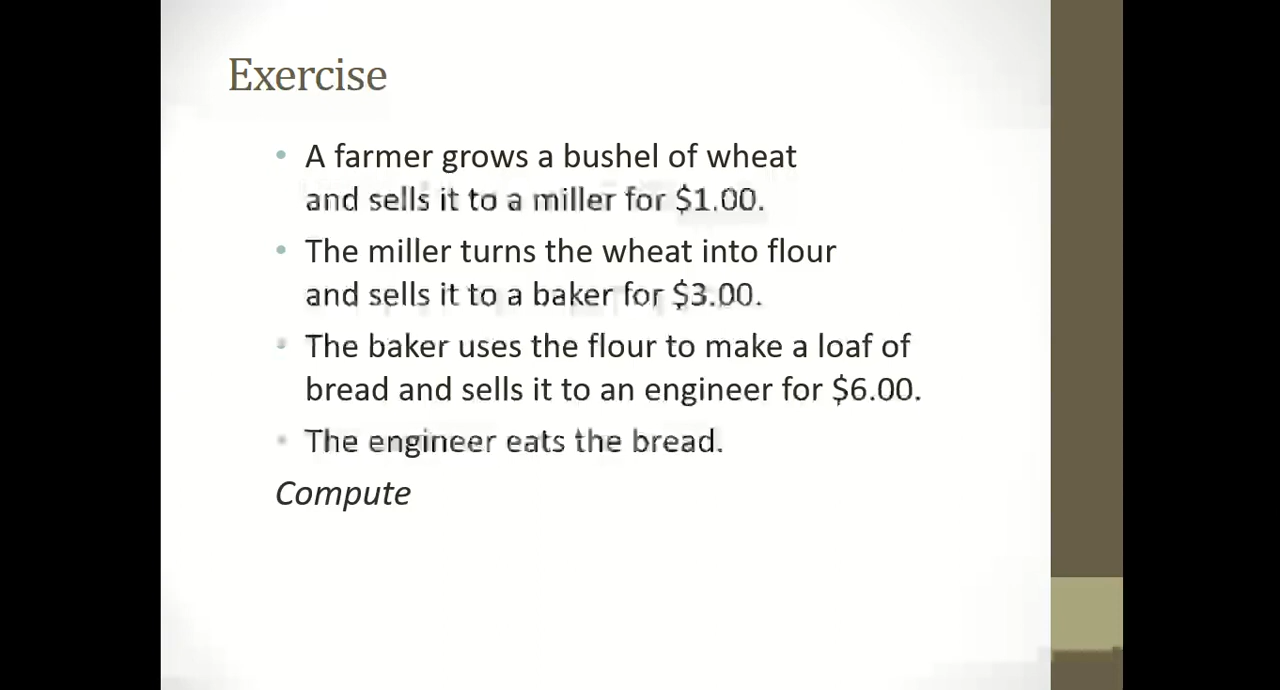 Exercise
• A farmer grows a bushel of wheat
and sells it to a miller for $1.00.
• The miller turns the wheat into flour
and sells it to a baker for $3.00.
• The baker uses the flour to make a loaf of
bread and sells it to an engineer for $6.00.
• The engineer eats the bread.
Compute